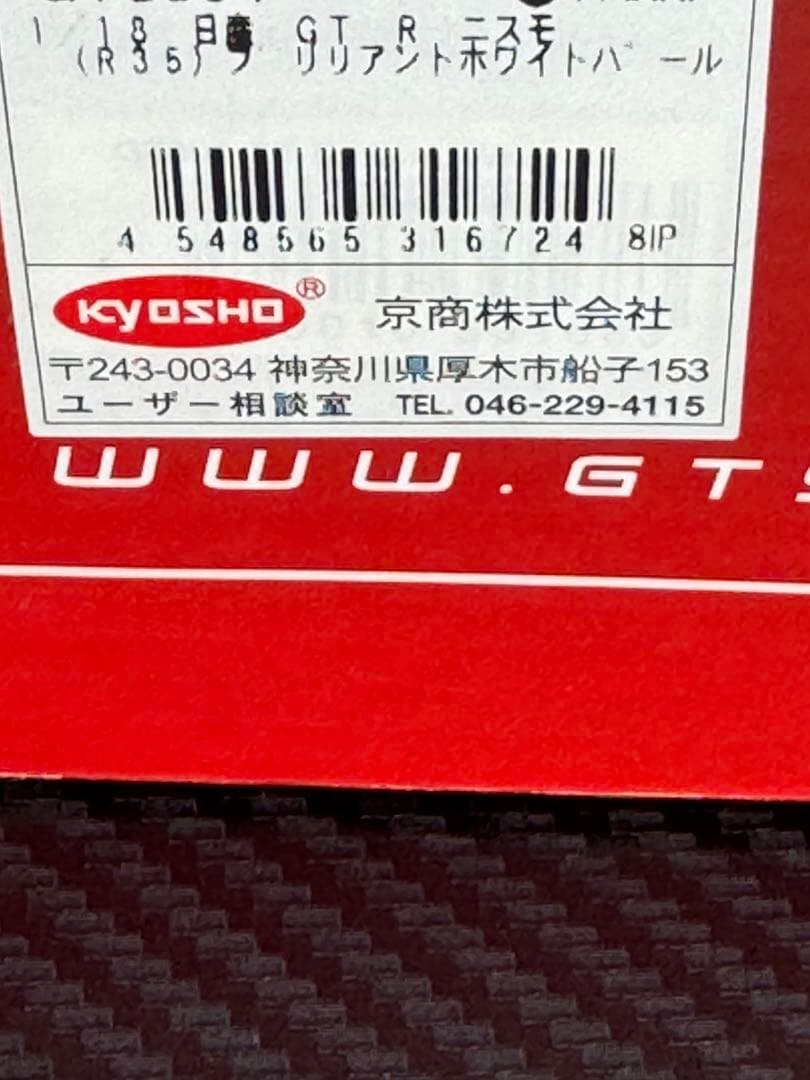 1/18 日産 GT-R ニスモ
(R35)ブリリアントホワイトパール
4 548565 316724 8IP
KYOSHO® 京商株式会社
〒243-0034 神奈川県厚木市船子153
ユーザー相談室 TEL. 046-229-4115
WWW.GTS